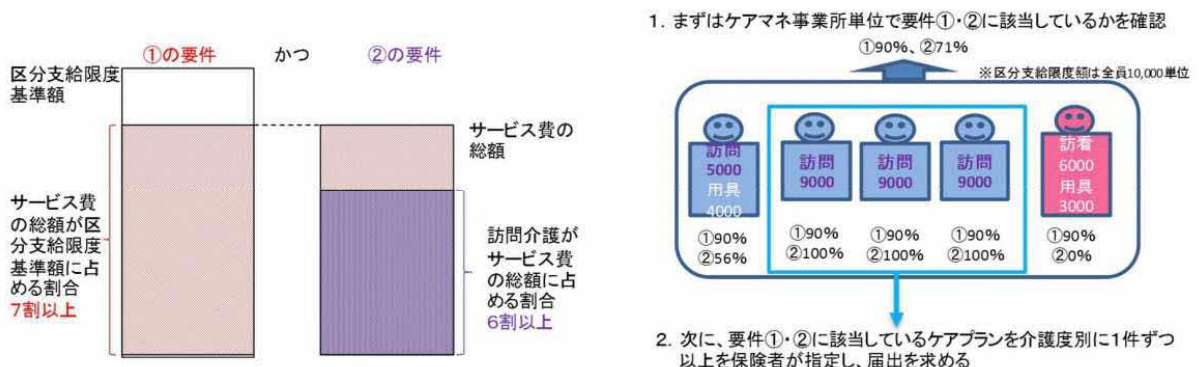 ①の要件
かつ
②の要件
区分支給限度
基準額
サービス費の
総額
サービス費
の総額が区
分支給限度
基準額に占
める割合
7割以上
訪問介護が
サービス費
の総額に占
める割合
6割以上
1. まずはケアマネ事業所単位で要件①・②に該当しているかを確認
①90%、②71%
※区分支給限度額は全員10,000単位
訪問
5000
用具
4000
①90%
②56%
訪問
9000
①90%
②100%
訪問
9000
①90%
②100%
訪問
9000
①90%
②100%
訪看
6000
用具
3000
①90%
②0%
2. 次に、要件①・②に該当しているケアプランを介護度別に1件ずつ
以上を保険者が指定し、届出を求める